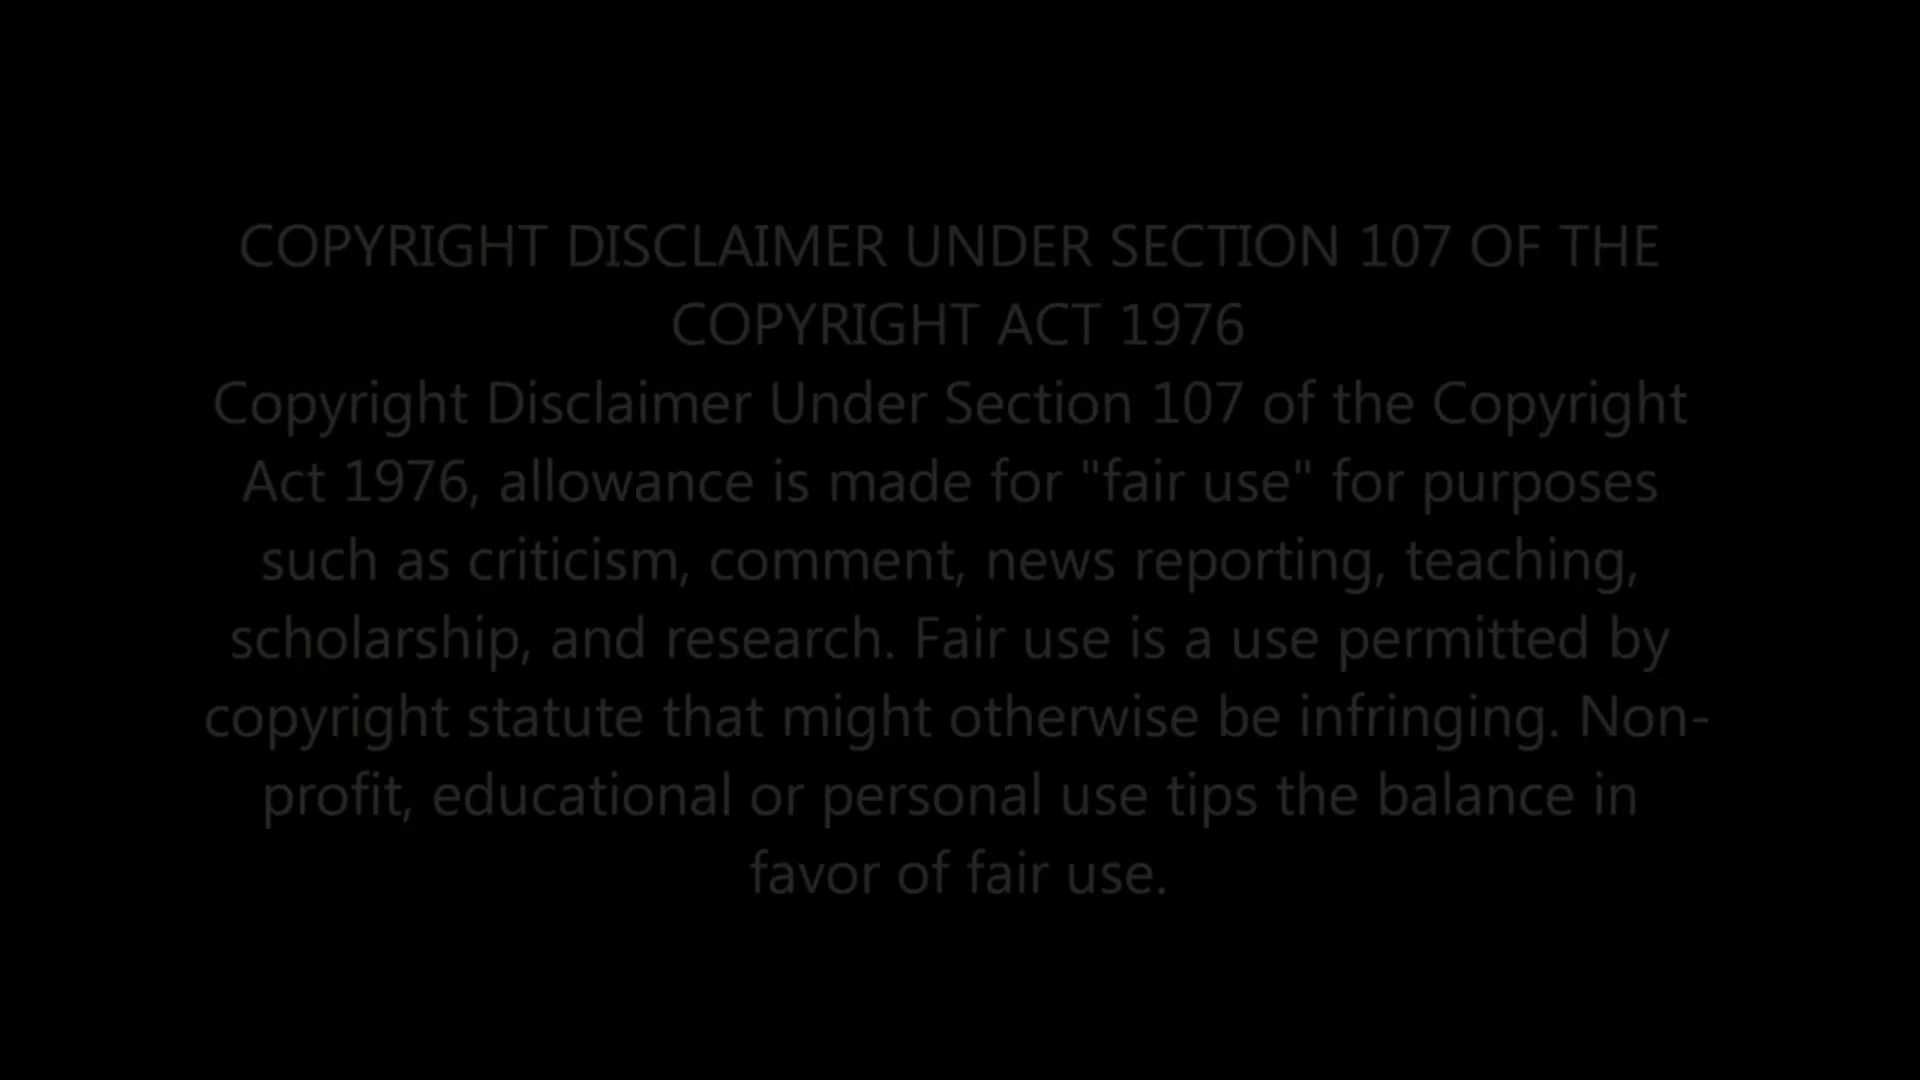 COPYRIGHT DISCLAIMER UNDER SECTION 107 OF THE
COPYRIGHT ACT 1976
Copyright Disclaimer Under Section 107 of the Copyright
Act 1976, allowance is made for "fair use" for purposes
such as criticism, comment, news reporting, teaching,
scholarship, and research. Fair use is a use permitted by
copyright statute that might otherwise be infringing. Non-
profit, educational or personal use tips the balance in
favor of fair use.